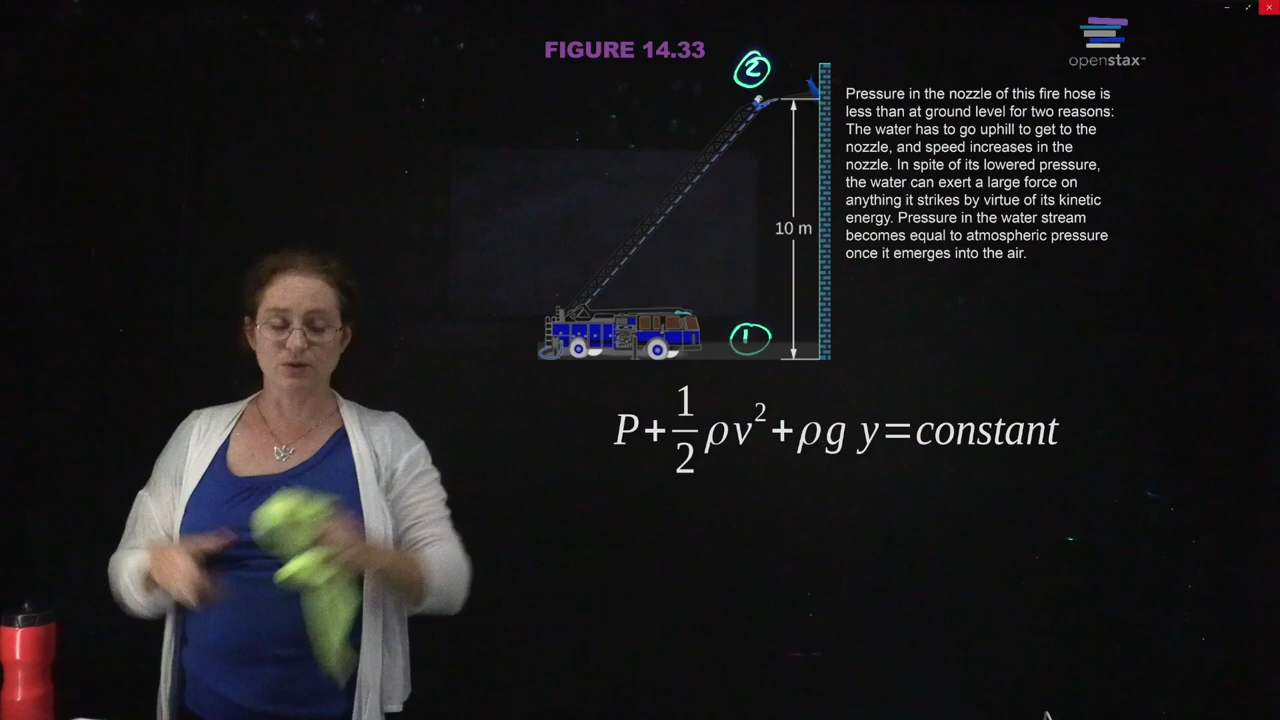 FIGURE 14.33
openstax™
2
Pressure in the nozzle of this fire hose is
less than at ground level for two reasons:
The water has to go uphill to get to the
nozzle, and speed increases in the
nozzle. In spite of its lowered pressure,
the water can exert a large force on
anything it strikes by virtue of its kinetic
energy. Pressure in the water stream
becomes equal to atmospheric pressure
once it emerges into the air.
10 m
1
P+1/2 ρv²+ρg y=constant